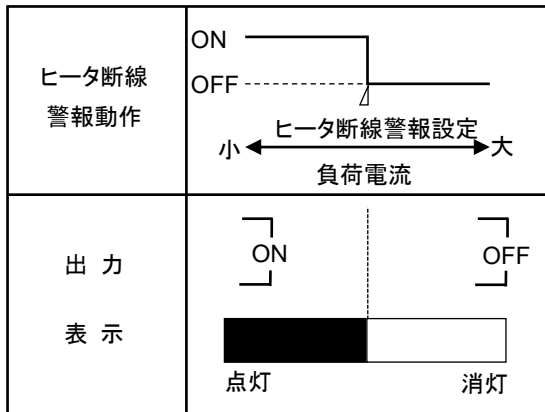 ヒータ断線
警報動作
ON
OFF
ヒータ断線警報設定
小 大
負荷電流
出 力
ON OFF
表 示
点灯 消灯